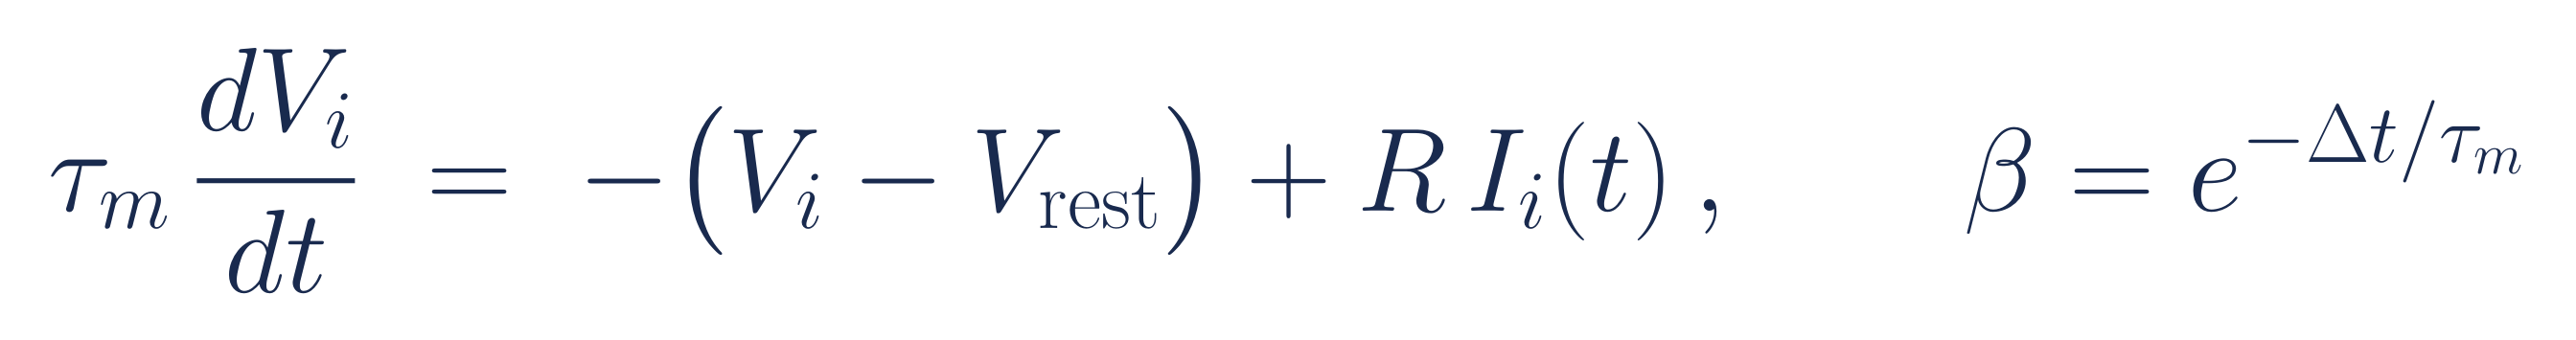 τ_m dV_i/dt = −(V_i − V_rest) + R I_i(t) , β = e^{−Δt/τ_m}